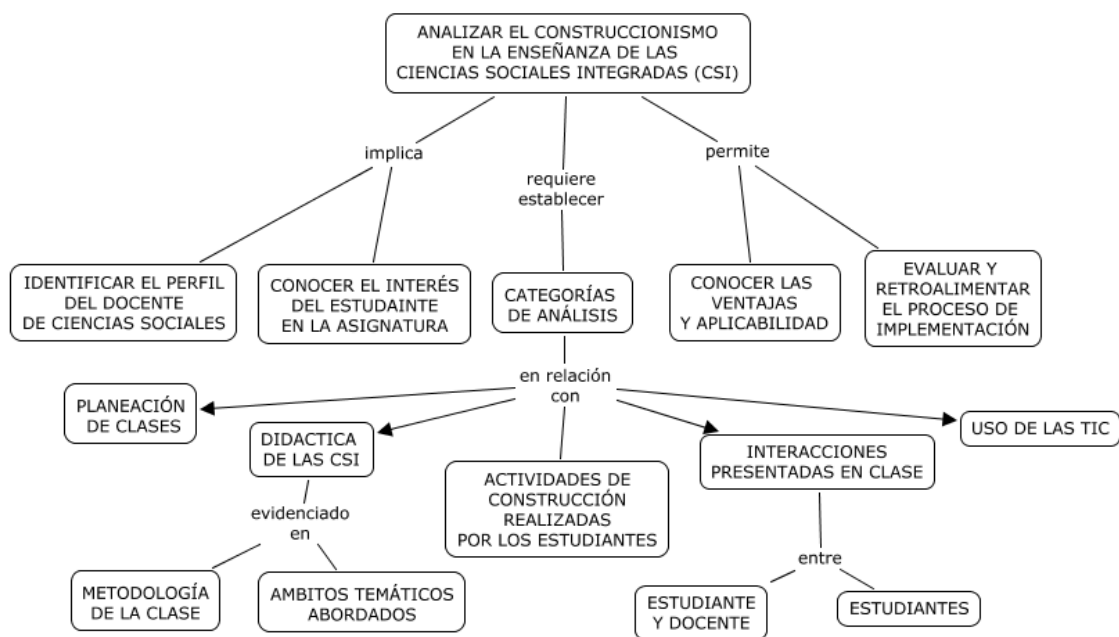 ANALIZAR EL CONSTRUCCIONISMO
EN LA ENSEÑANZA DE LAS
CIENCIAS SOCIALES INTEGRADAS (CSI)
implica
requiere
establecer
permite
IDENTIFICAR EL PERFIL
DEL DOCENTE
DE CIENCIAS SOCIALES
CONOCER EL INTERÉS
DEL ESTUDAINTE
EN LA ASIGNATURA
CATEGORÍAS
DE ANÁLISIS
CONOCER LAS
VENTAJAS
Y APLICABILIDAD
EVALUAR Y
RETROALIMENTAR
EL PROCESO DE
IMPLEMENTACIÓN
en relación
con
PLANEACIÓN
DE CLASES
DIDACTICA
DE LAS CSI
ACTIVIDADES DE
CONSTRUCCIÓN
REALIZADAS
POR LOS ESTUDIANTES
INTERACCIONES
PRESENTADAS EN CLASE
USO DE LAS TIC
evidenciado
en
entre
METODOLOGÍA
DE LA CLASE
AMBITOS TEMÁTICOS
ABORDADOS
ESTUDIANTE
Y DOCENTE
ESTUDIANTES